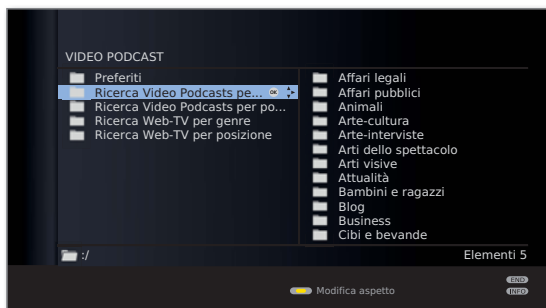 VIDEO PODCAST
Preferiti
Ricerca Video Podcasts pe... OK
Ricerca Video Podcasts per po...
Ricerca Web-TV per genre
Ricerca Web-TV per posizione
Affari legali
Affari pubblici
Animali
Arte-cultura
Arte-interviste
Arti dello spettacolo
Arti visive
Attualità
Bambini e ragazzi
Blog
Business
Cibi e bevande
:/
Elementi 5
END
Modifica aspetto
INFO